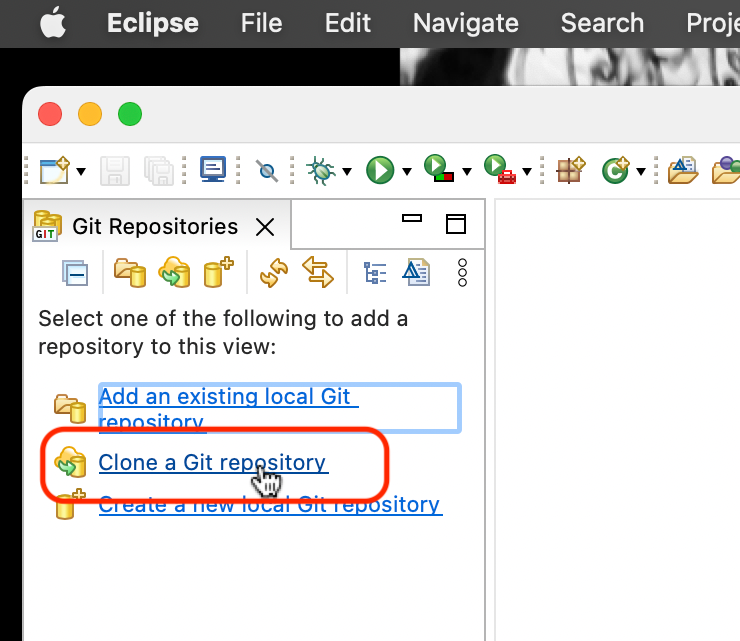 Eclipse File Edit Navigate Search Proje
GIT Git Repositories
Select one of the following to add a
repository to this view:
Add an existing local Git
repository
Clone a Git repository
Create a new local Git repository